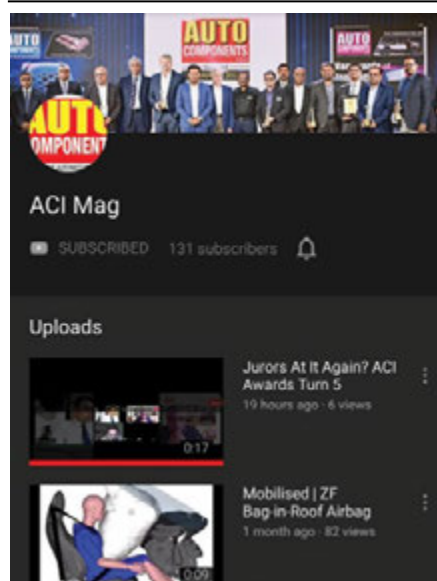 AUTO
AUTO
COMPONENTS
AUTO
AUTO
OMPONENT
ACI Mag
SUBSCRIBED 131 subscribers
Uploads
Jurors At It Again? ACI
Awards Turn 5
19 hours ago · 6 views
0:17
Mobilised | ZF
Bag-in-Roof Airbag
1 month ago · 82 views
0:09